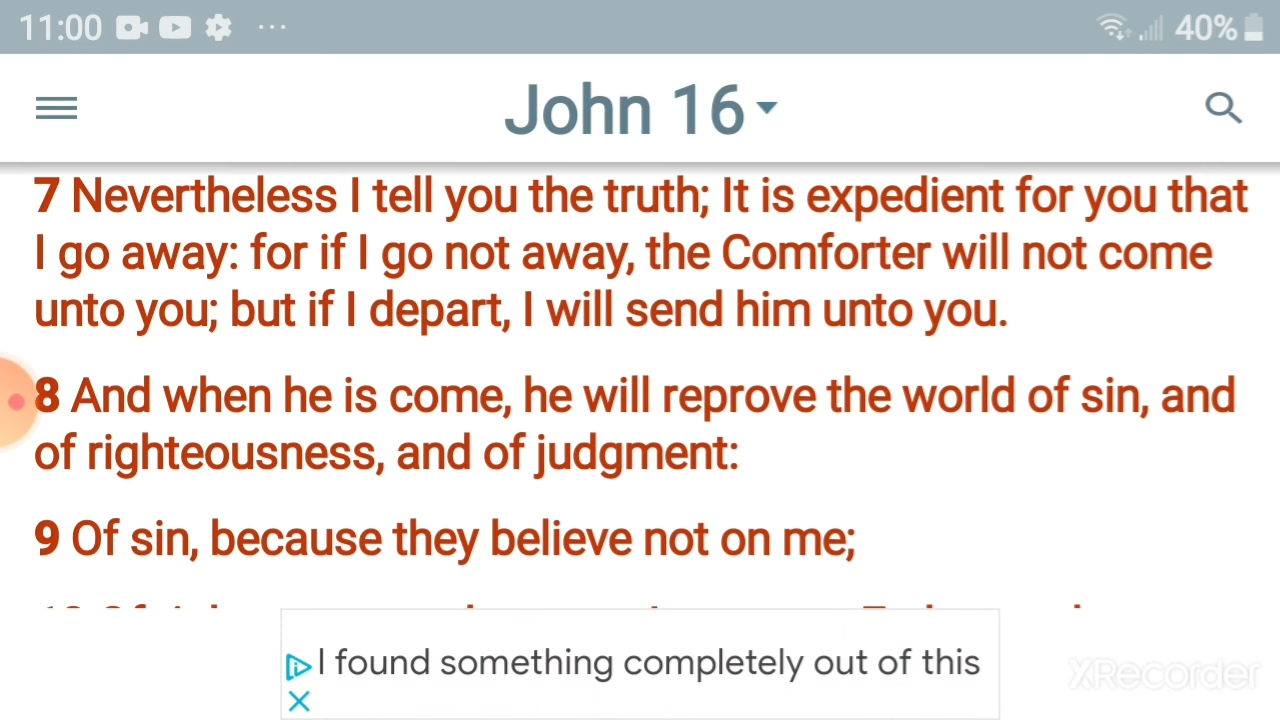 11:00 ... 40%
John 16
7 Nevertheless I tell you the truth; It is expedient for you that
I go away: for if I go not away, the Comforter will not come
unto you; but if I depart, I will send him unto you.
8 And when he is come, he will reprove the world of sin, and
of righteousness, and of judgment:
9 Of sin, because they believe not on me;
I found something completely out of this
XRecorder